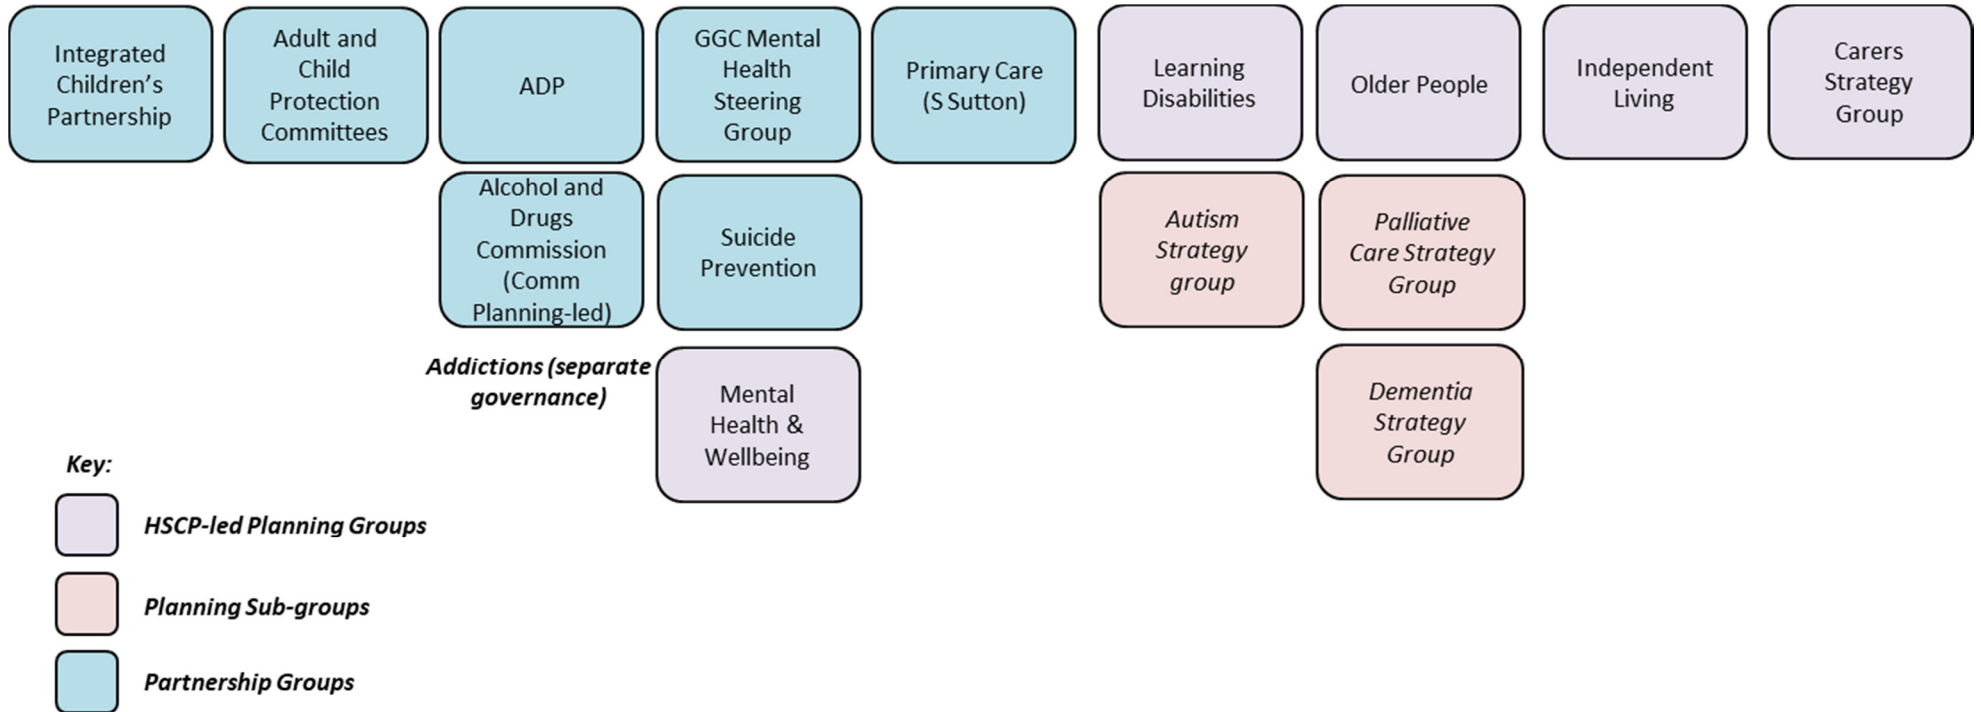 Integrated
Children’s
Partnership
Adult and
Child
Protection
Committees
ADP
GGC Mental
Health
Steering
Group
Primary Care
(S Sutton)
Learning
Disabilities
Older People
Independent
Living
Carers
Strategy
Group
Alcohol and
Drugs
Commission
(Comm
Planning-led)
Suicide
Prevention
Autism
Strategy
group
Palliative
Care Strategy
Group
Addictions (separate
governance)
Mental
Health &
Wellbeing
Dementia
Strategy
Group
Key:
HSCP-led Planning Groups
Planning Sub-groups
Partnership Groups